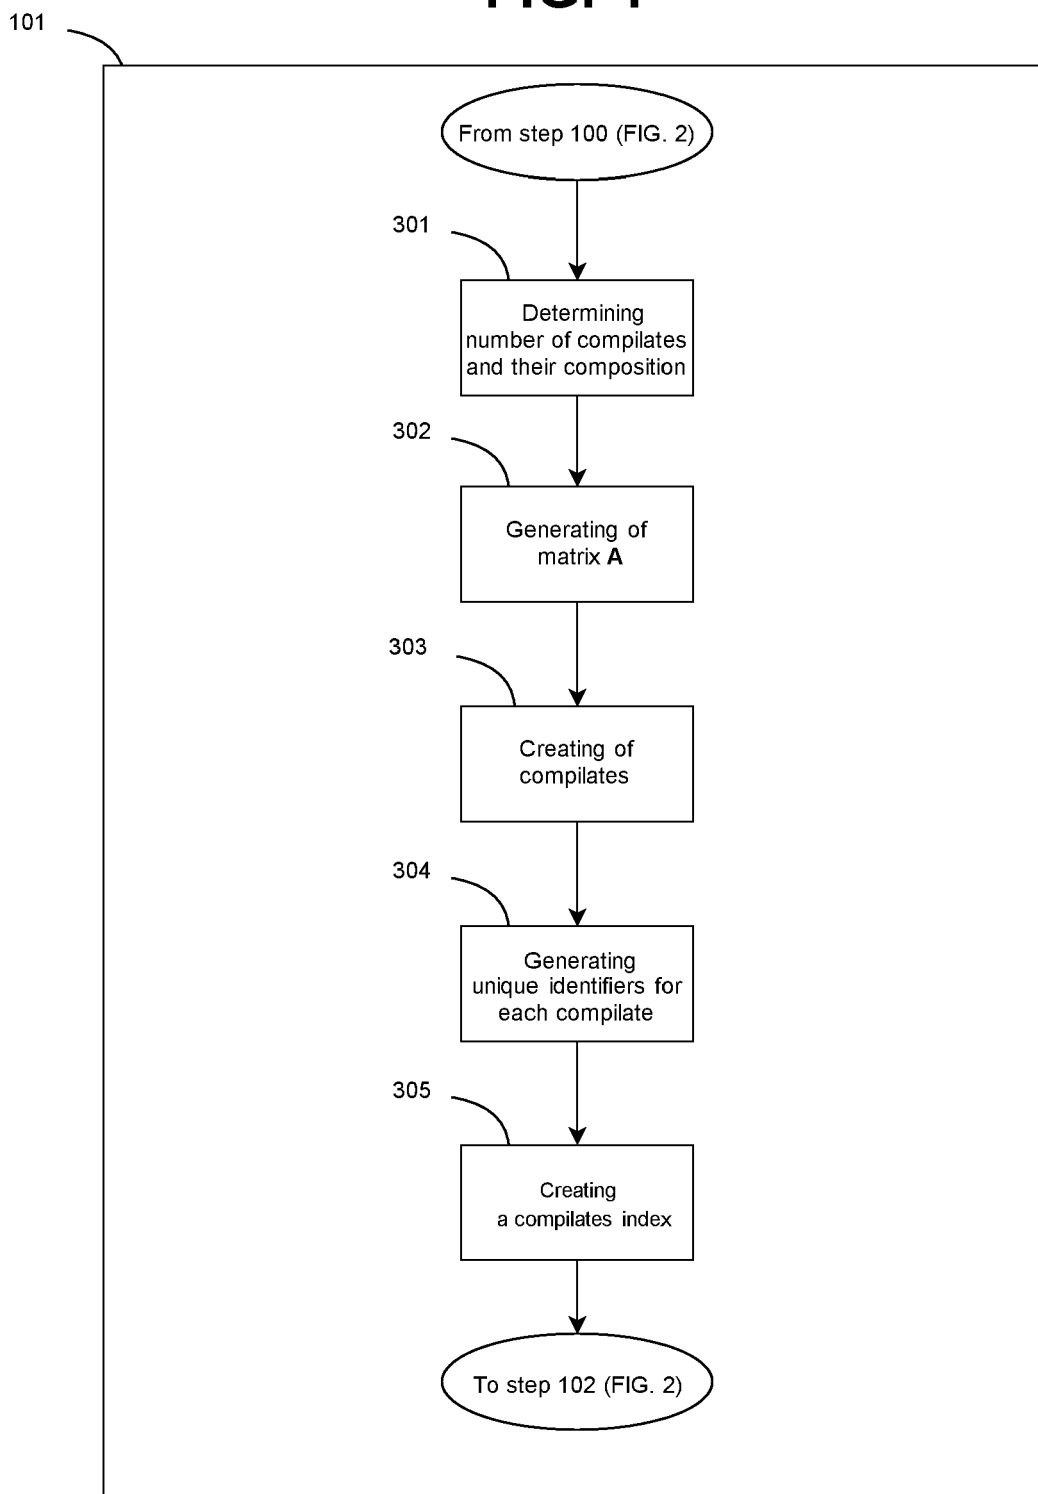 101
From step 100 (FIG. 2)
301
Determining
number of compilates
and their composition
302
Generating of
matrix A
303
Creating of
compilates
304
Generating
unique identifiers for
each compilate
305
Creating
a compilates index
To step 102 (FIG. 2)